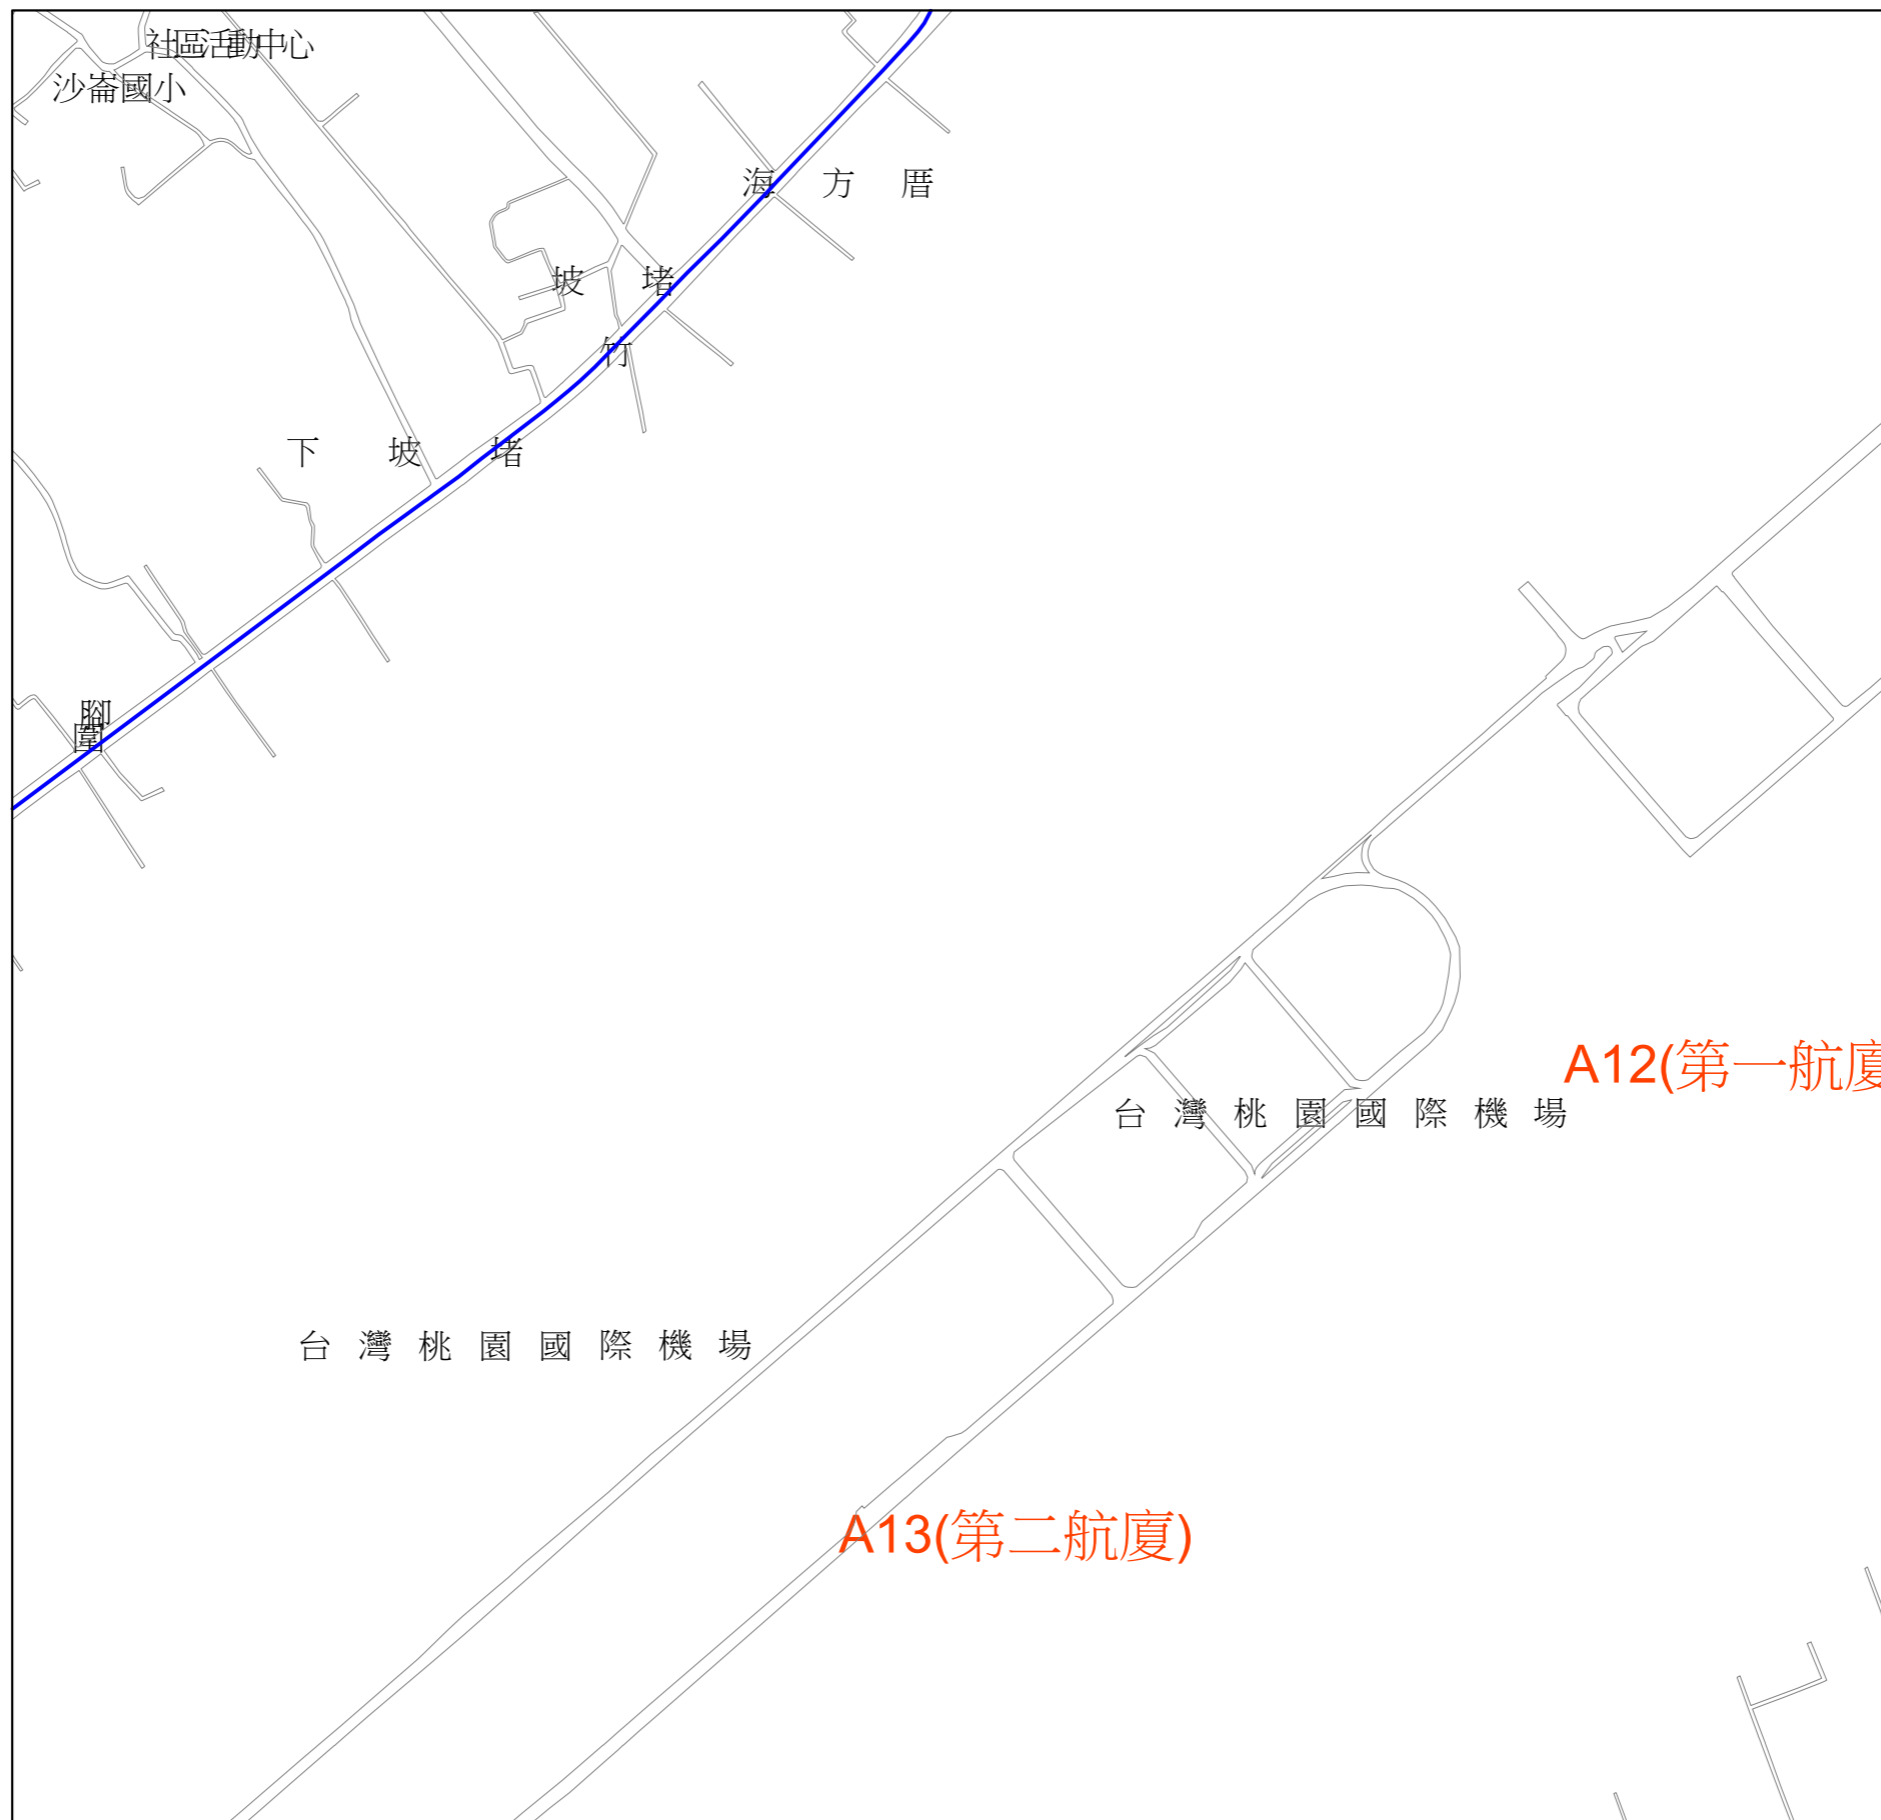 社區活動中心
沙崙國小
海方厝
坡堵
竹
下坡堵
腳
圍
A12(第一航廈
台灣桃園國際機場
台灣桃園國際機場
A13(第二航廈)